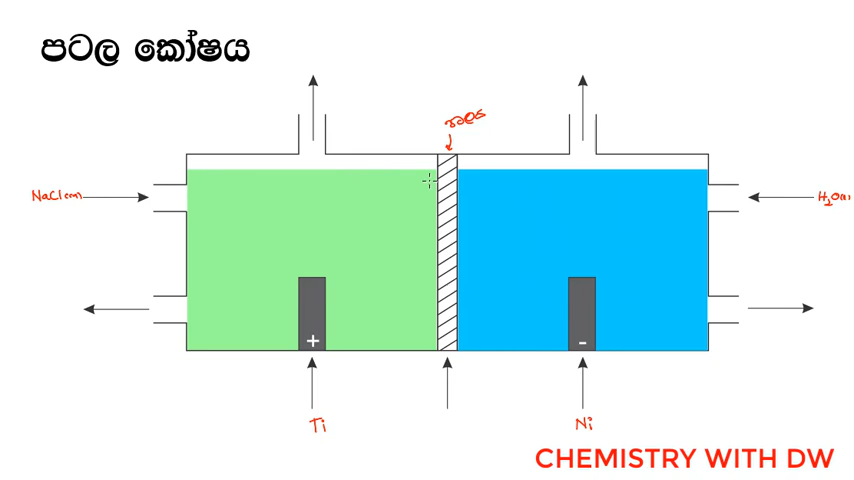 පටල කෝෂය
NaCl(aq)
H₂O(l)
+
-
Ti
Ni
CHEMISTRY WITH DW